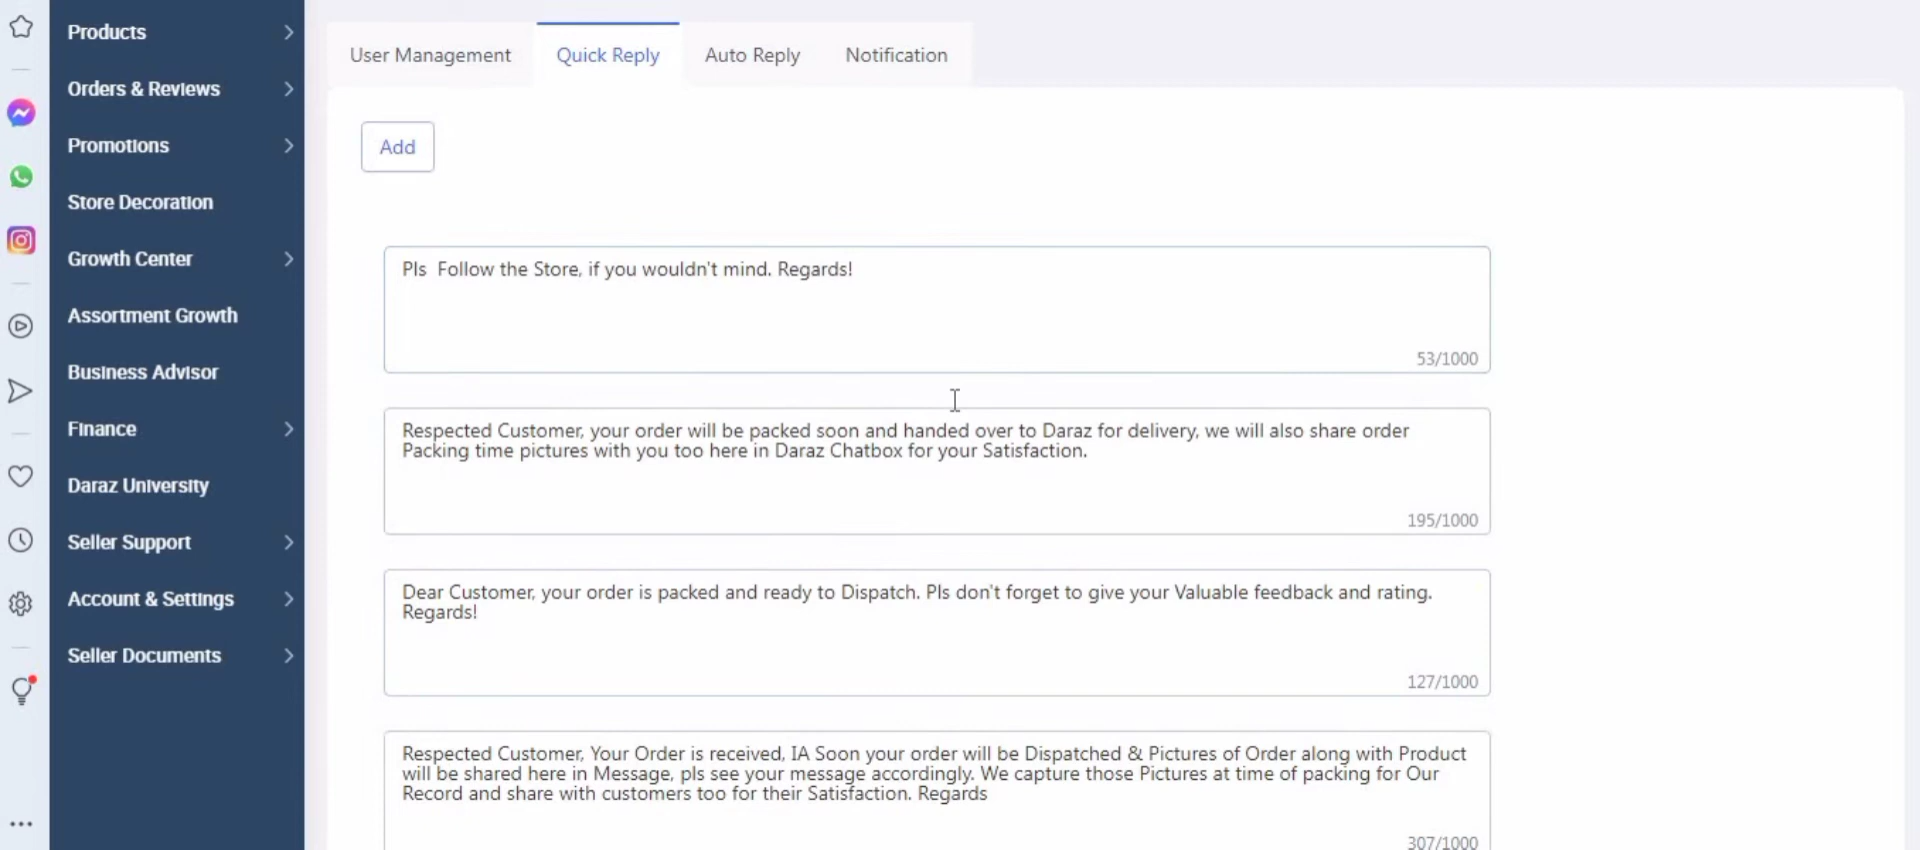 Products
Orders & Reviews
Promotions
Store Decoration
Growth Center
Assortment Growth
Business Advisor
Finance
Daraz University
Seller Support
Account & Settings
Seller Documents
User Management
Quick Reply
Auto Reply
Notification
Add
Pls  Follow the Store, if you wouldn't mind. Regards!
53/1000
Respected Customer, your order will be packed soon and handed over to Daraz for delivery, we will also share order
Packing time pictures with you too here in Daraz Chatbox for your Satisfaction.
195/1000
Dear Customer, your order is packed and ready to Dispatch. Pls don't forget to give your Valuable feedback and rating.
Regards!
127/1000
Respected Customer, Your Order is received, IA Soon your order will be Dispatched & Pictures of Order along with Product
will be shared here in Message, pls see your message accordingly. We capture those Pictures at time of packing for Our
Record and share with customers too for their Satisfaction. Regards
307/1000